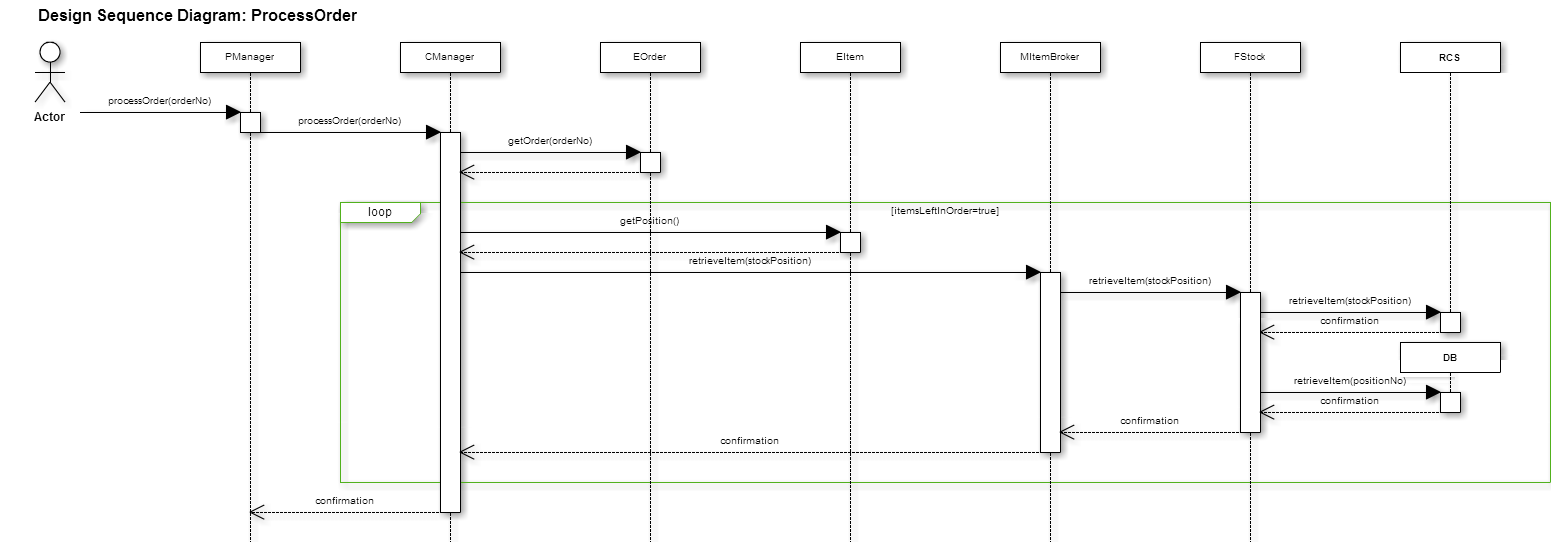 Design Sequence Diagram: ProcessOrder
PManager
CManager
EOrder
EItem
MItemBroker
FStock
RCS
Actor
processOrder(orderNo)
processOrder(orderNo)
getOrder(orderNo)
loop
[itemsLeftInOrder=true]
getPosition()
retrieveItem(stockPosition)
retrieveItem(stockPosition)
retrieveItem(stockPosition)
confirmation
DB
retrieveItem(positionNo)
confirmation
confirmation
confirmation
confirmation